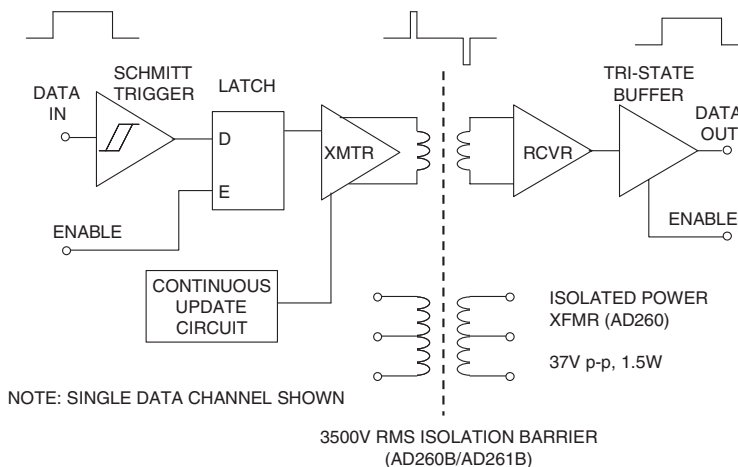 SCHMITT
TRIGGER
DATA
IN
LATCH
D
E
ENABLE
XMTR
RCVR
TRI-STATE
BUFFER
DATA
OUT
ENABLE
CONTINUOUS
UPDATE
CIRCUIT
ISOLATED POWER
XFMR (AD260)
37V p-p, 1.5W
NOTE: SINGLE DATA CHANNEL SHOWN
3500V RMS ISOLATION BARRIER
(AD260B/AD261B)